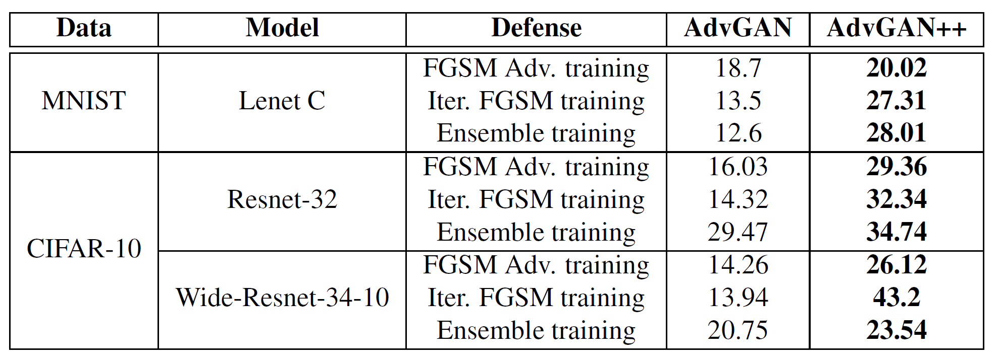 Data Model Defense AdvGAN AdvGAN++
FGSM Adv. training 18.7 20.02
MNIST Lenet C Iter. FGSM training 13.5 27.31
Ensemble training 12.6 28.01
FGSM Adv. training 16.03 29.36
Resnet-32 Iter. FGSM training 14.32 32.34
Ensemble training 29.47 34.74
CIFAR-10
FGSM Adv. training 14.26 26.12
Wide-Resnet-34-10 Iter. FGSM training 13.94 43.2
Ensemble training 20.75 23.54